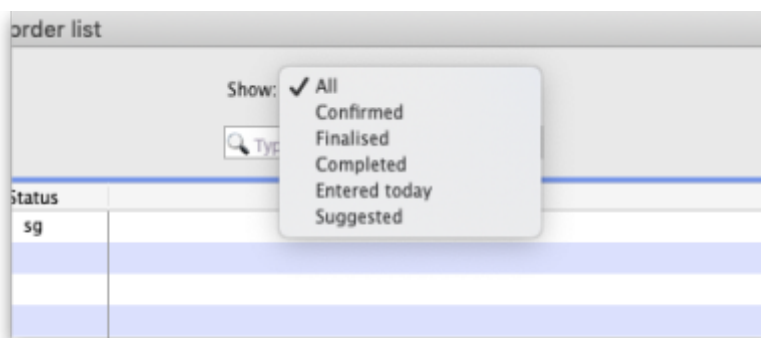 order list
Show: ✓ All
Confirmed
Finalised
Completed
Entered today
Suggested
Typ
Status
sg